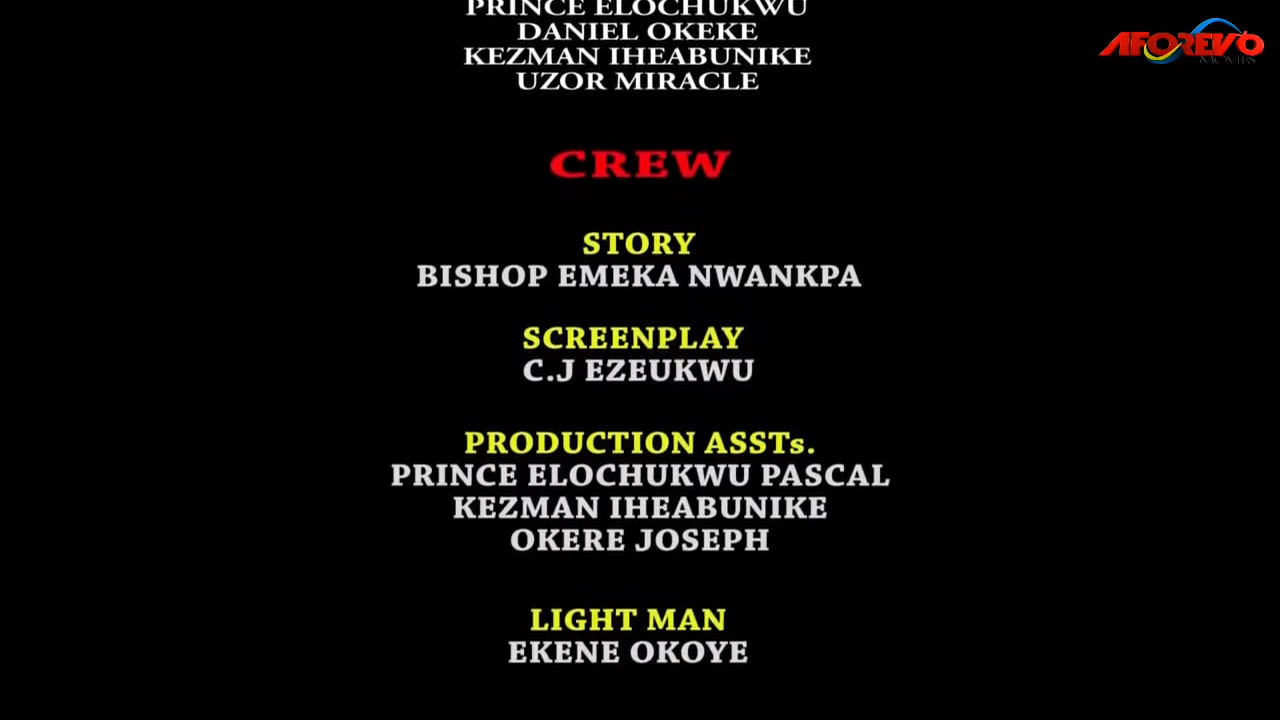 PRINCE ELOCHUKWU
DANIEL OKEKE
KEZMAN IHEABUNIKE
UZOR MIRACLE
AFOREVO
MOVIES
CREW
STORY
BISHOP EMEKA NWANKPA
SCREENPLAY
C.J EZEUKWU
PRODUCTION ASSTs.
PRINCE ELOCHUKWU PASCAL
KEZMAN IHEABUNIKE
OKERE JOSEPH
LIGHT MAN
EKENE OKOYE